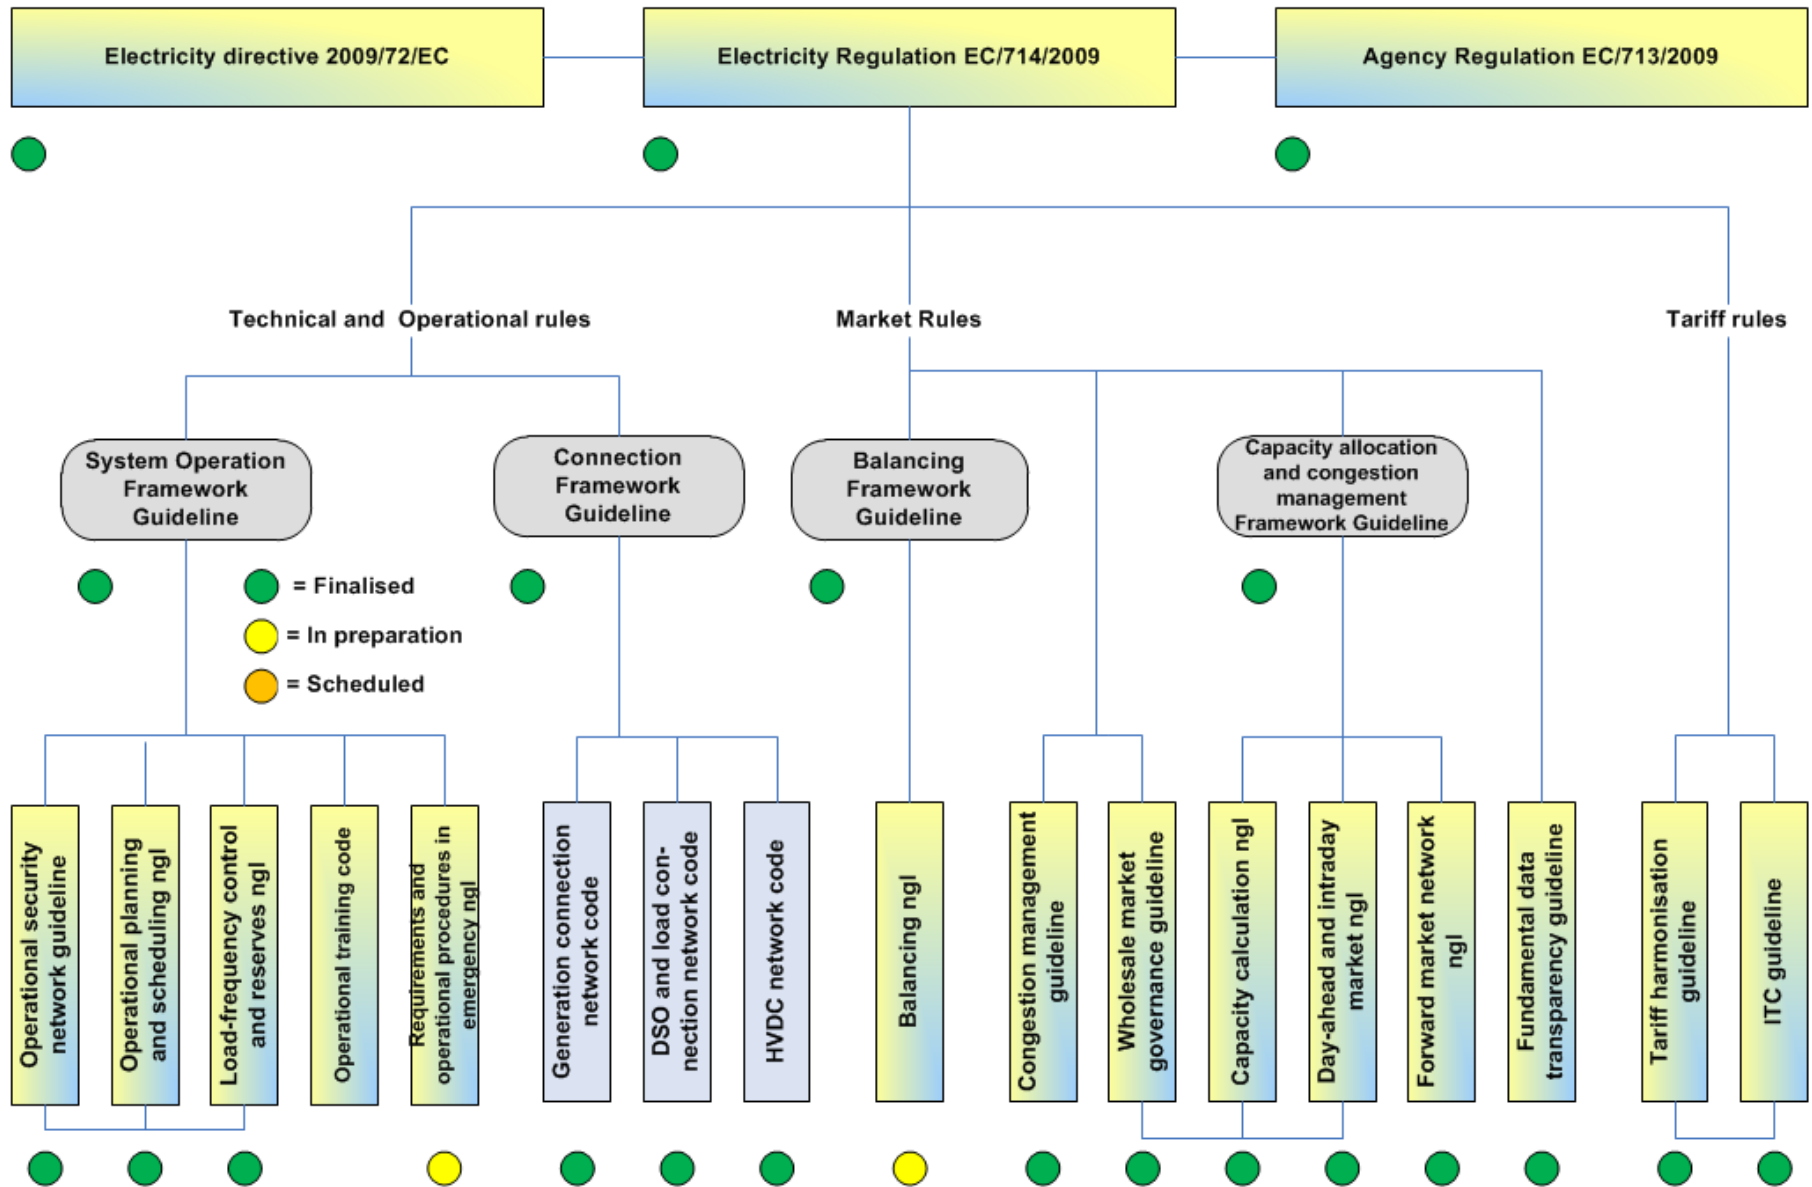 Electricity directive 2009/72/EC
Electricity Regulation EC/714/2009
Agency Regulation EC/713/2009
Technical and Operational rules
Market Rules
Tariff rules
System Operation
Framework
Guideline
Connection
Framework
Guideline
Balancing
Framework
Guideline
Capacity allocation
and congestion
management
Framework Guideline
= Finalised
= In preparation
= Scheduled
Operational security
network guideline
Operational planning
and scheduling ngl
Load-frequency control
and reserves ngl
Operational training code
Requirements and
operational procedures in
emergency ngl
Generation connection
network code
DSO and load con-
nection network code
HVDC network code
Balancing ngl
Congestion management
guideline
Wholesale market
governance guideline
Capacity calculation ngl
Day-ahead and intraday
market ngl
Forward market network
ngl
Fundamental data
transparency guideline
Tariff harmonisation
guideline
ITC guideline